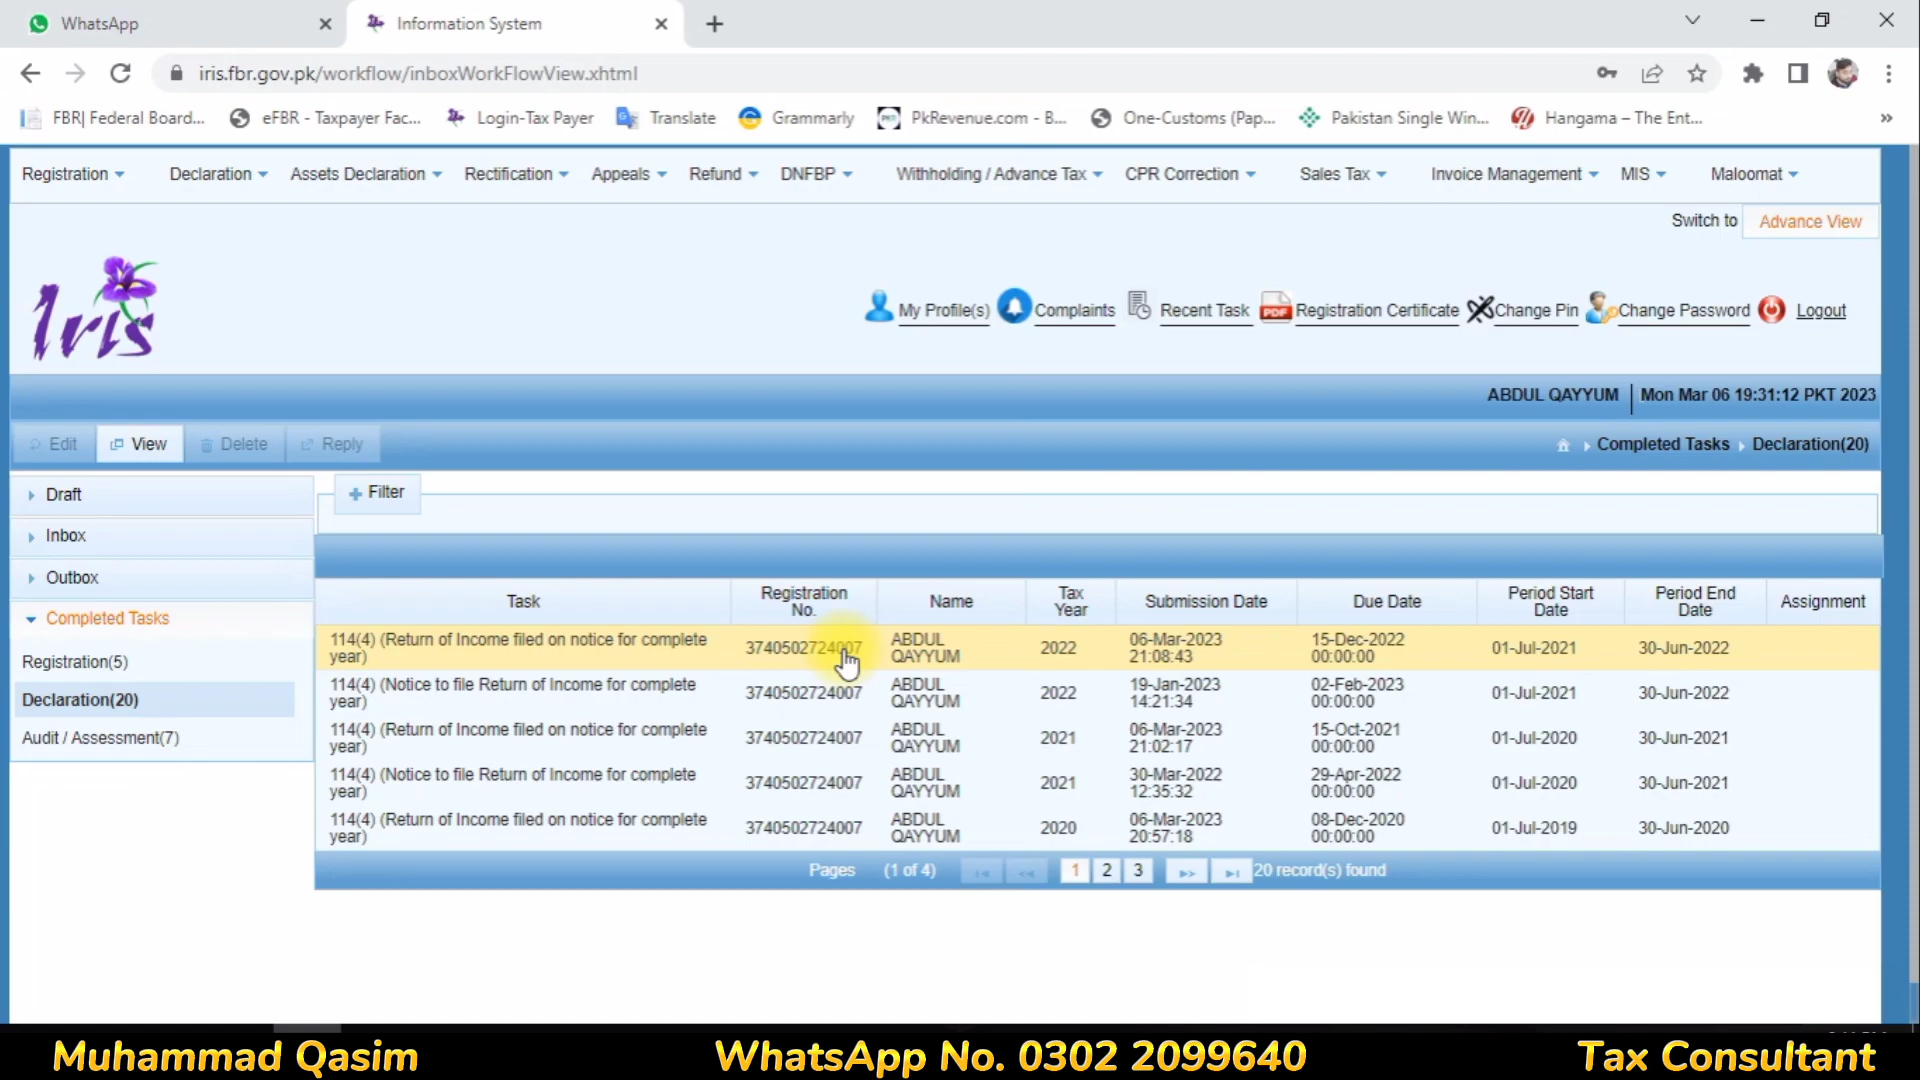 WhatsApp
Information System
iris.fbr.gov.pk/workflow/inboxWorkFlowView.xhtml
FBR| Federal Board... eFBR - Taxpayer Fac... Login-Tax Payer Translate Grammarly PkRevenue.com - B... One-Customs (Pap... Pakistan Single Win... Hangama – The Ent... »
Registration Declaration Assets Declaration Rectification Appeals Refund DNFBP Withholding / Advance Tax CPR Correction Sales Tax Invoice Management MIS Maloomat
Switch to Advance View
Iris
My Profile(s) Complaints Recent Task PDF Registration Certificate Change Pin Change Password Logout
ABDUL QAYYUM Mon Mar 06 19:31:12 PKT 2023
Edit View Delete Reply Completed Tasks Declaration(20)
Draft
Inbox
Outbox
Completed Tasks
Registration(5)
Declaration(20)
Audit / Assessment(7)
Filter
Task Registration No. Name Tax Year Submission Date Due Date Period Start Date Period End Date Assignment
114(4) (Return of Income filed on notice for complete year) 3740502724007 ABDUL QAYYUM 2022 06-Mar-2023 21:08:43 15-Dec-2022 00:00:00 01-Jul-2021 30-Jun-2022
114(4) (Notice to file Return of Income for complete year) 3740502724007 ABDUL QAYYUM 2022 19-Jan-2023 14:21:34 02-Feb-2023 00:00:00 01-Jul-2021 30-Jun-2022
114(4) (Return of Income filed on notice for complete year) 3740502724007 ABDUL QAYYUM 2021 06-Mar-2023 21:02:17 15-Oct-2021 00:00:00 01-Jul-2020 30-Jun-2021
114(4) (Notice to file Return of Income for complete year) 3740502724007 ABDUL QAYYUM 2021 30-Mar-2022 12:35:32 29-Apr-2022 00:00:00 01-Jul-2020 30-Jun-2021
114(4) (Return of Income filed on notice for complete year) 3740502724007 ABDUL QAYYUM 2020 06-Mar-2023 20:57:18 08-Dec-2020 00:00:00 01-Jul-2019 30-Jun-2020
Pages (1 of 4) 1 2 3 20 record(s) found
Muhammad Qasim WhatsApp No. 0302 2099640 Tax Consultant